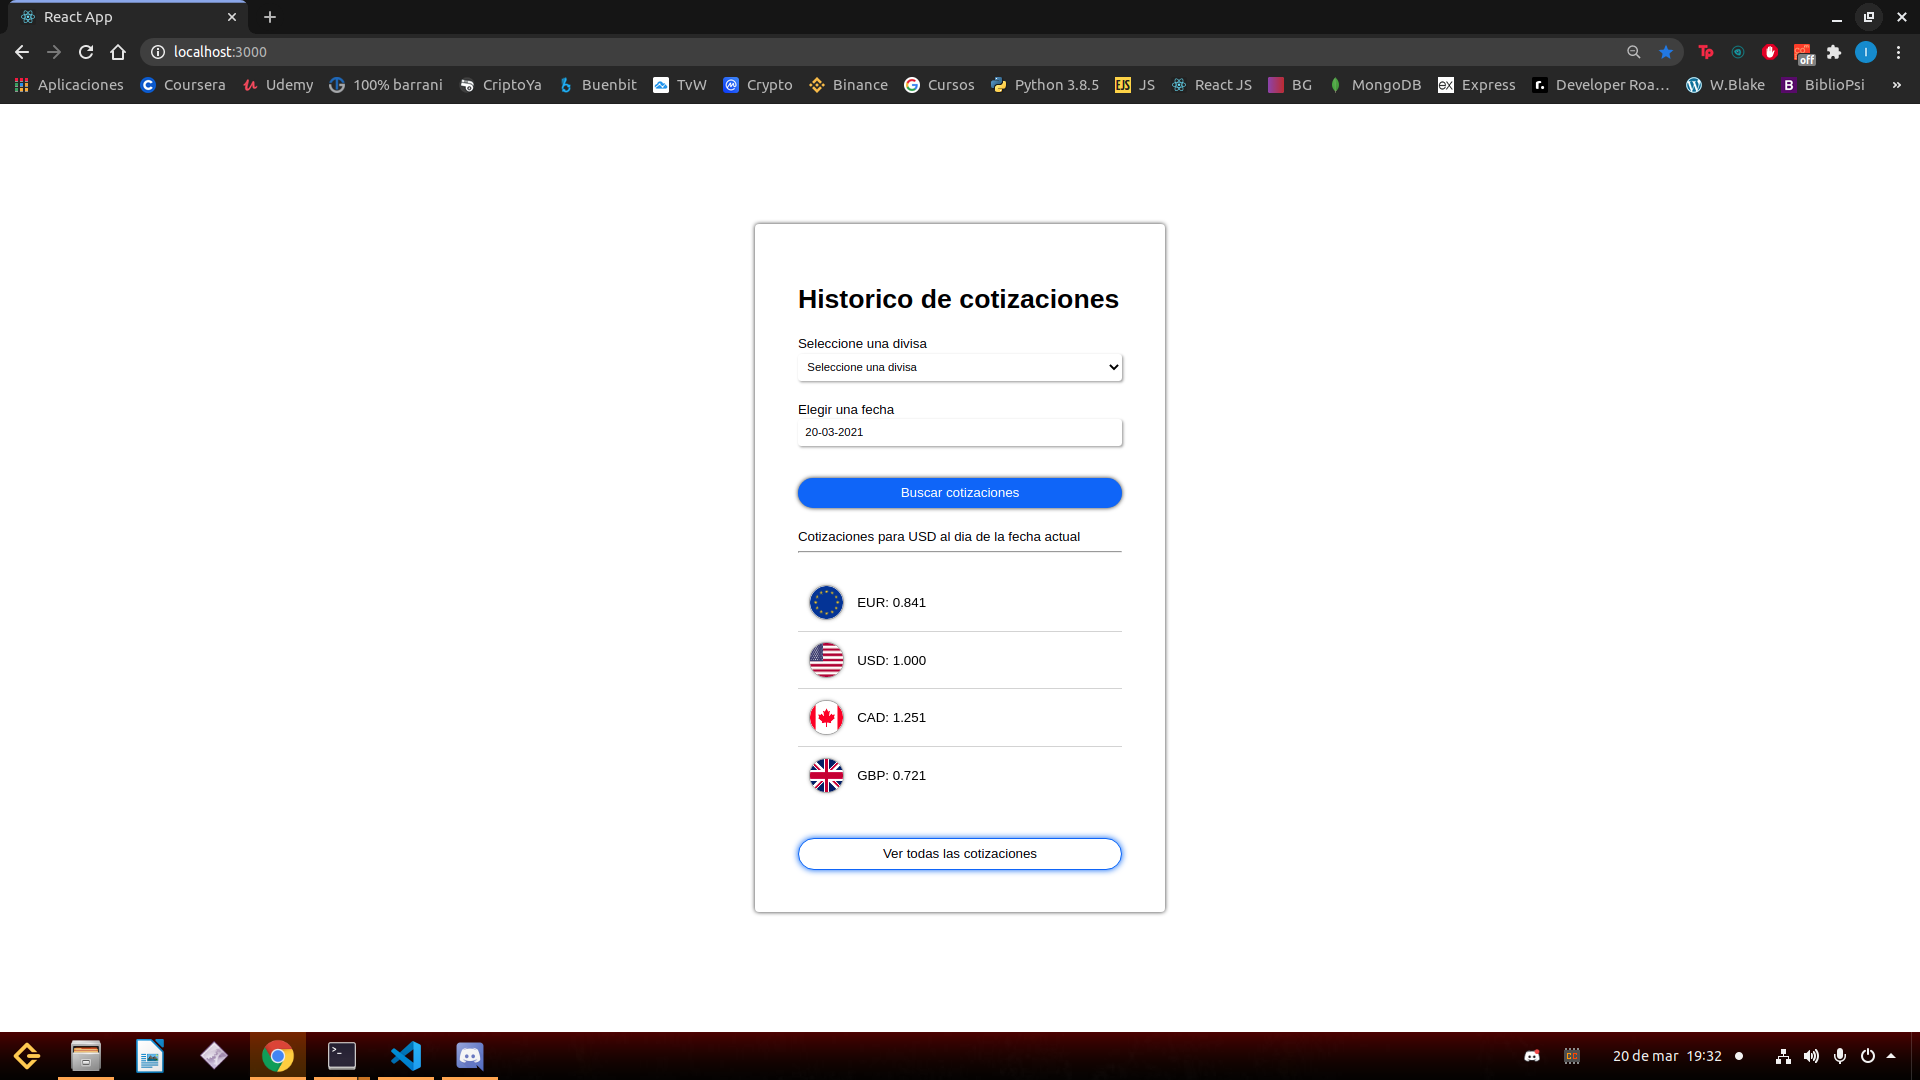 React App
localhost:3000
off
I
Aplicaciones
Coursera
Udemy
100% barrani
CriptoYa
Buenbit
TvW
Crypto
Binance
Cursos
Python 3.8.5
JS
React JS
BG
MongoDB
Express
Developer Roa...
W.Blake
BiblioPsi
»
Historico de cotizaciones
Seleccione una divisa
Seleccione una divisa
Elegir una fecha
20-03-2021
Buscar cotizaciones
Cotizaciones para USD al dia de la fecha actual
EUR: 0.841
USD: 1.000
CAD: 1.251
GBP: 0.721
Ver todas las cotizaciones
20 de mar 19:32